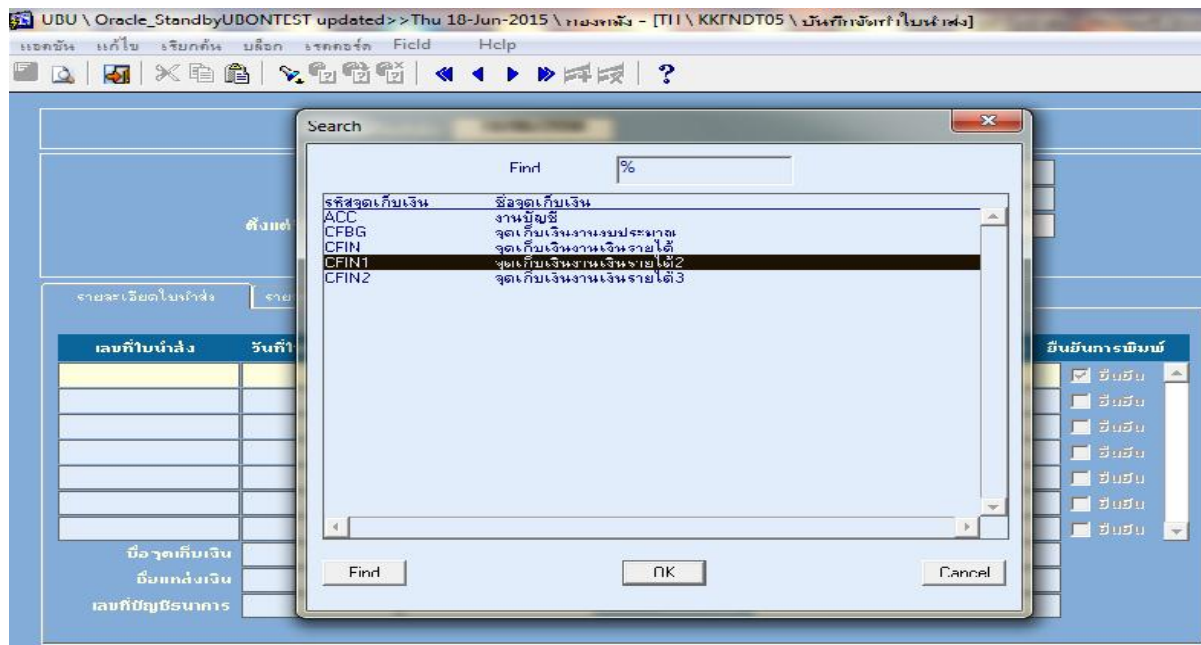 UBU \ Oracle_StandbyUBONTEST updated>>Thu 18-Jun-2015 \ กองคลัง - [TH \ KKFNDT05 \ บันทึกจัดทำใบนำส่ง]
แอคชัน แก้ไข เรียกค้น บล็อก เรคคอร์ด Field Help
Search
Find %
รหัสจุดเก็บเงิน ชื่อจุดเก็บเงิน
ACC งานบัญชี
CFBG จุดเก็บเงินงานงบประมาณ
CFIN จุดเก็บเงินงานเงินรายได้
CFIN1 จุดเก็บเงินงานเงินรายได้2
CFIN2 จุดเก็บเงินงานเงินรายได้3
Find OK Cancel
ตั้งแต่
รายละเอียดใบนำส่ง ราย
เลขที่ใบนำส่ง วันที่ใ ยืนยันการพิมพ์
ยืนยัน
ยืนยัน
ยืนยัน
ยืนยัน
ยืนยัน
ยืนยัน
ยืนยัน
ชื่อจุดเก็บเงิน
ชื่อแหล่งเงิน
เลขที่บัญชีธนาคาร